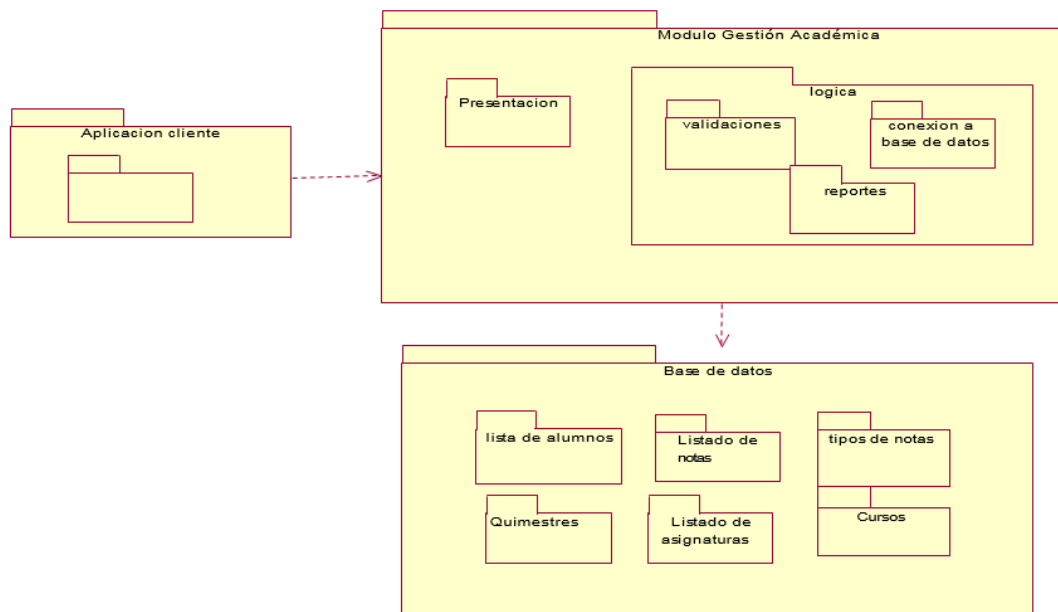 Modulo Gestión Académica
logica
Presentacion
validaciones
conexion a
base de datos
reportes
Aplicacion cliente
Base de datos
lista de alumnos
Listado de
notas
tipos de notas
Quimestres
Listado de
asignaturas
Cursos